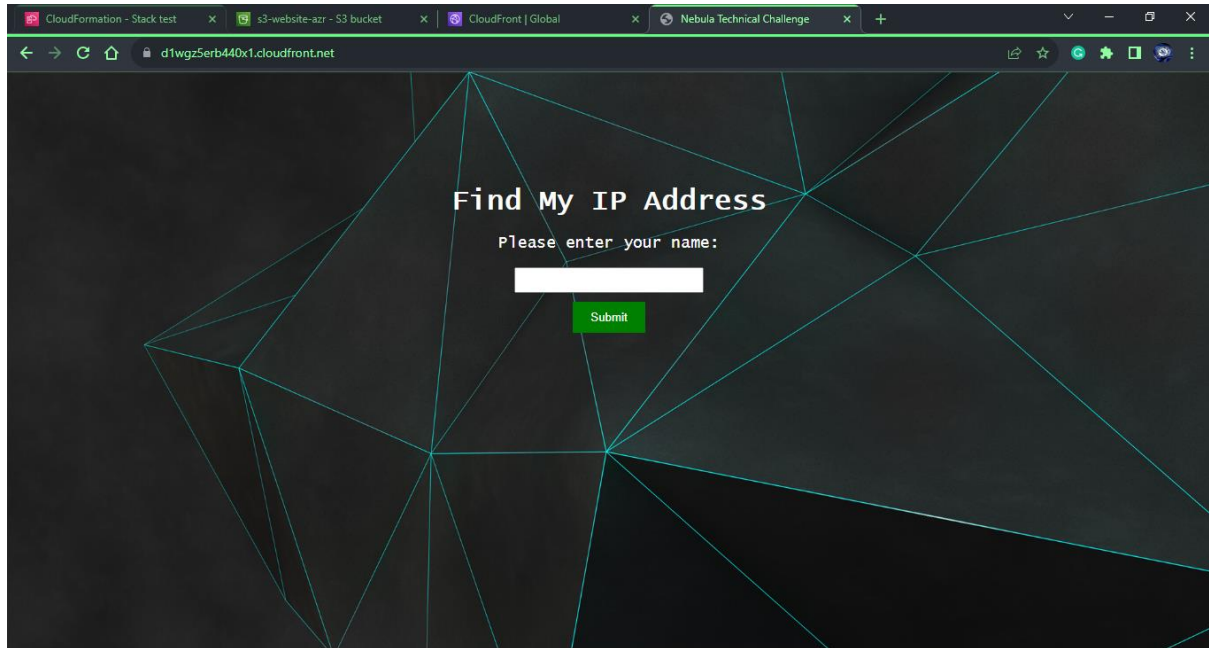 CloudFormation - Stack test
s3-website-azr - S3 bucket
CloudFront | Global
Nebula Technical Challenge
d1wgz5erb440x1.cloudfront.net
Find My IP Address
Please enter your name:
Submit